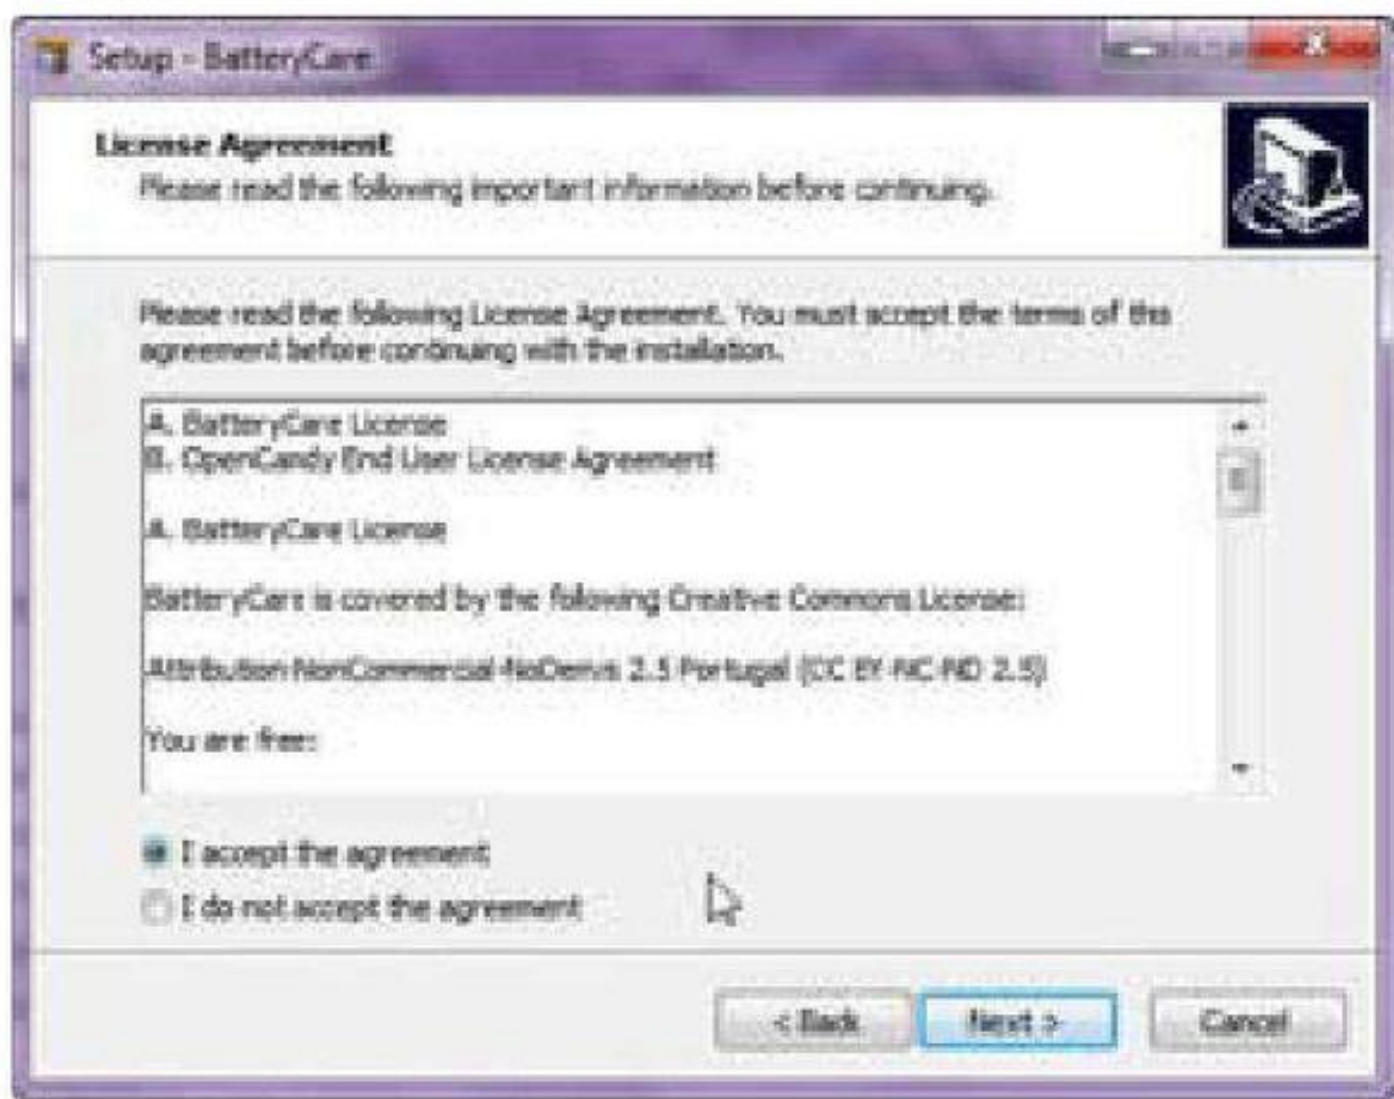 Setup - BatteryCare
License Agreement
Please read the following important information before continuing.
Please read the following License Agreement. You must accept the terms of this
agreement before continuing with the installation.
A. BatteryCare License
B. OpenCandy End User License Agreement
A. BatteryCare License
BatteryCare is covered by the following Creative Commons License:
Attribution-NonCommercial-NoDerivs 2.5 Portugal (CC BY-NC-ND 2.5)
You are free:
I accept the agreement
I do not accept the agreement
< Back
Next >
Cancel